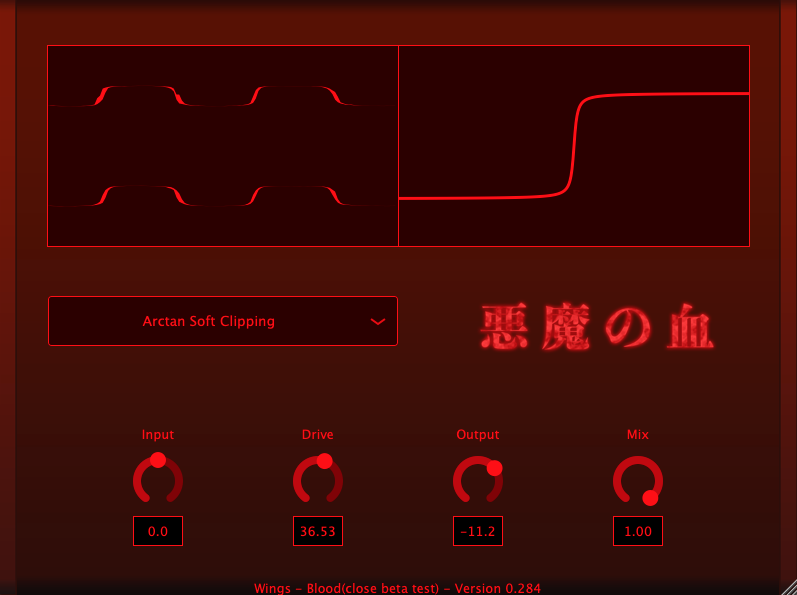 Arctan Soft Clipping
悪魔の血
Input
Drive
Output
Mix
0.0
36.53
-11.2
1.00
Wings - Blood(close beta test) - Version 0.284